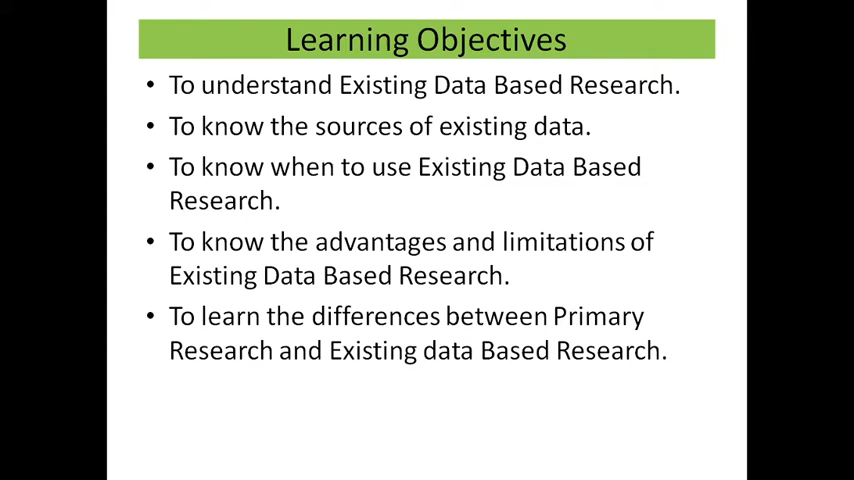 Learning Objectives
• To understand Existing Data Based Research.
• To know the sources of existing data.
• To know when to use Existing Data Based
Research.
• To know the advantages and limitations of
Existing Data Based Research.
• To learn the differences between Primary
Research and Existing data Based Research.